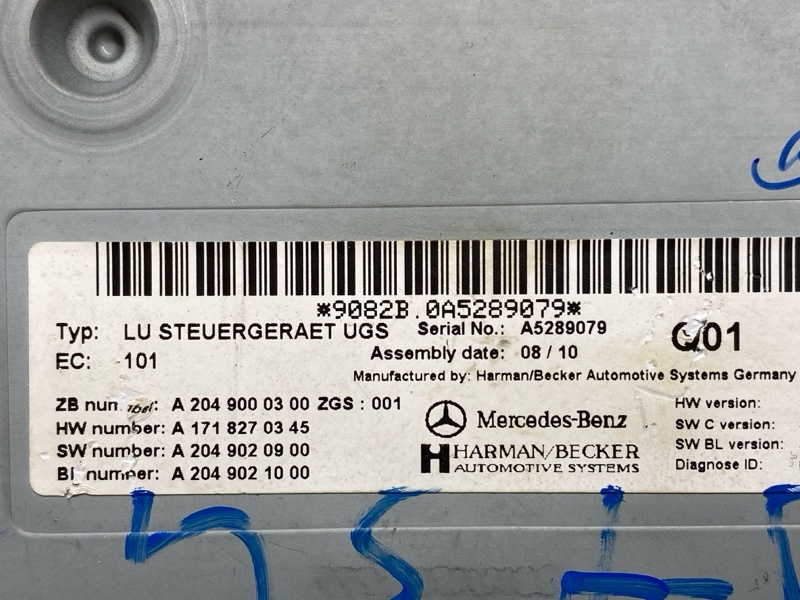 *9082B.0A5289079*
Typ: LU STEUERGERAET UGS Serial No.: A5289079 Q01
EC: 101 Assembly date: 08 / 10
Manufactured by: Harman/Becker Automotive Systems Germany
ZB number: A 204 900 03 00 ZGS : 001
HW number: A 171 827 03 45
SW number: A 204 902 09 00
BL number: A 204 902 10 00
Mercedes-Benz
HARMAN/BECKER
AUTOMOTIVE SYSTEMS
HW version:
SW C version:
SW BL version:
Diagnose ID: